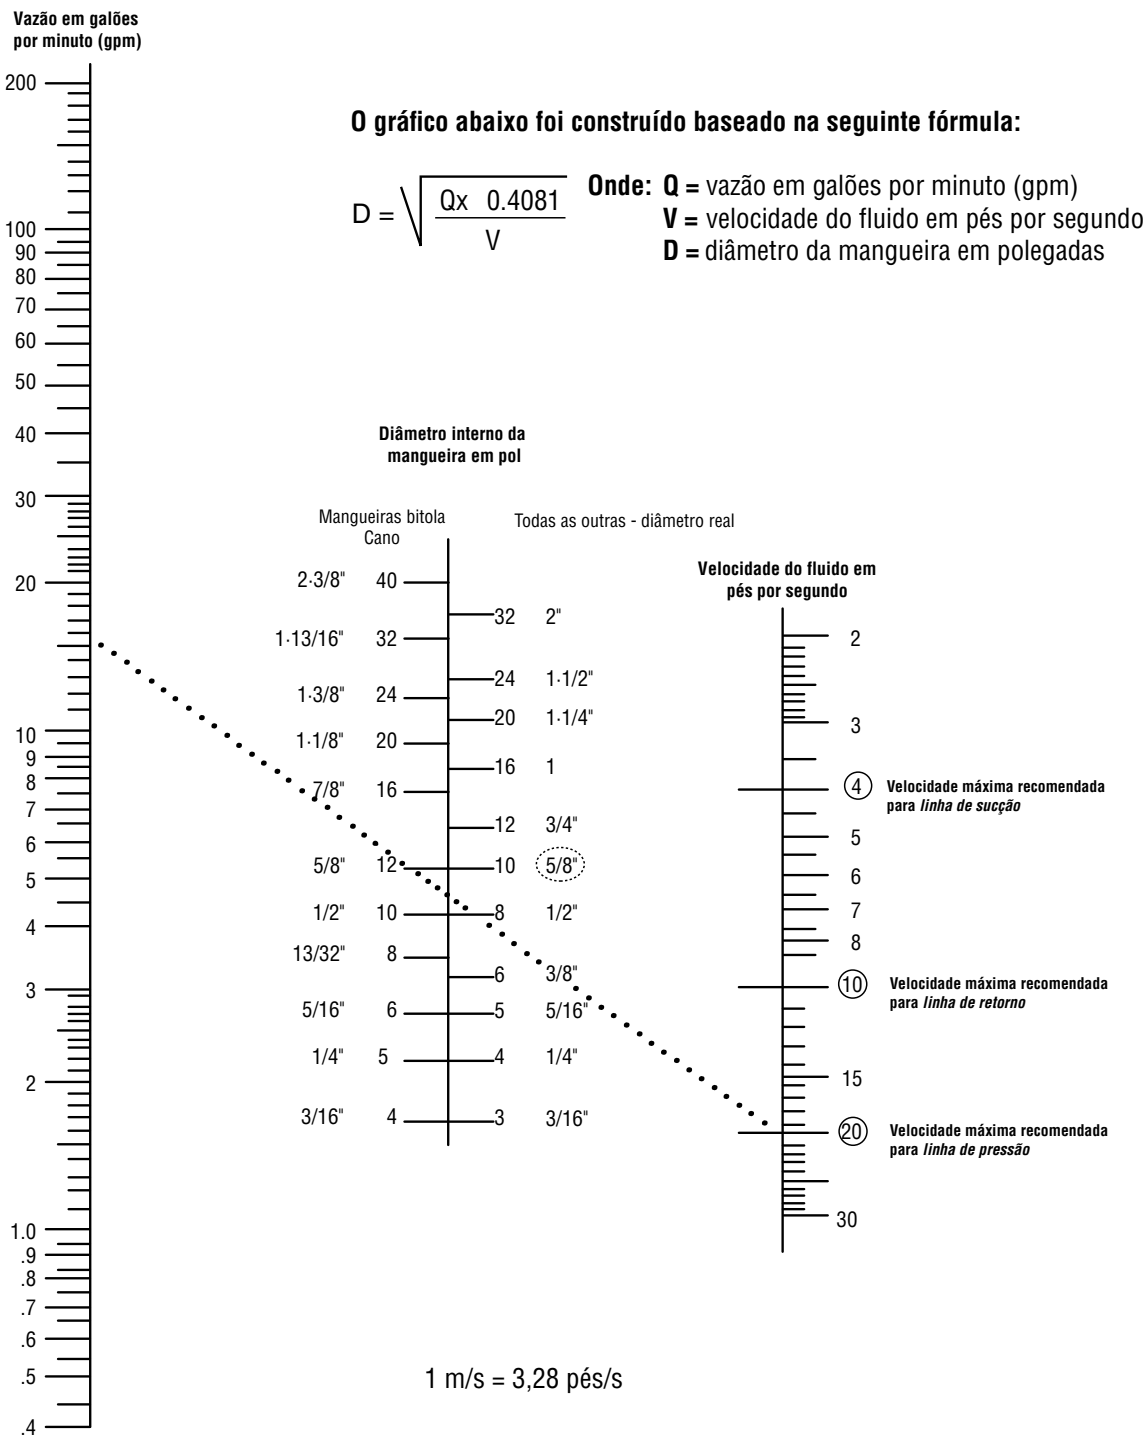 Vazão em galões
por minuto (gpm)
200
100
90
80
70
60
50
40
30
20
10
9
8
7
6
5
4
3
2
1.0
.9
.8
.7
.6
.5
.4
O gráfico abaixo foi construído baseado na seguinte fórmula:
D = √ Qx 0.4081
V
Onde: Q = vazão em galões por minuto (gpm)
V = velocidade do fluido em pés por segundo
D = diâmetro da mangueira em polegadas
Diâmetro interno da
mangueira em pol
Mangueiras bitola
Cano
2·3/8" 40
1·13/16" 32
1·3/8" 24
1·1/8" 20
7/8" 16
5/8" 12
1/2" 10
13/32" 8
5/16" 6
1/4" 5
3/16" 4
Todas as outras - diâmetro real
32 2"
24 1·1/2"
20 1·1/4"
16 1
12 3/4"
10 5/8"
8 1/2"
6 3/8"
5 5/16"
4 1/4"
3 3/16"
Velocidade do fluido em
pés por segundo
2
3
4 Velocidade máxima recomendada
para linha de sucção
5
6
7
8
10 Velocidade máxima recomendada
para linha de retorno
15
20 Velocidade máxima recomendada
para linha de pressão
30
1 m/s = 3,28 pés/s